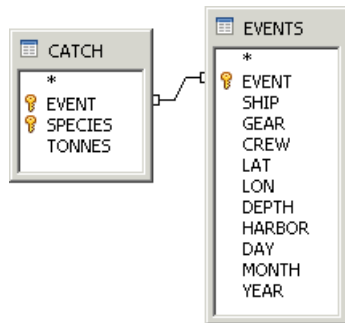 CATCH
*
EVENT
SPECIES
TONNES
EVENTS
*
EVENT
SHIP
GEAR
CREW
LAT
LON
DEPTH
HARBOR
DAY
MONTH
YEAR